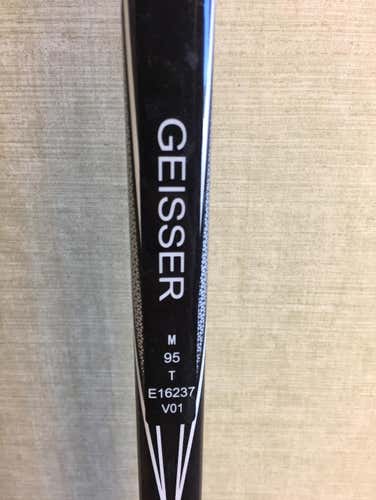 GEISSER
M
95
T
E16237
V01